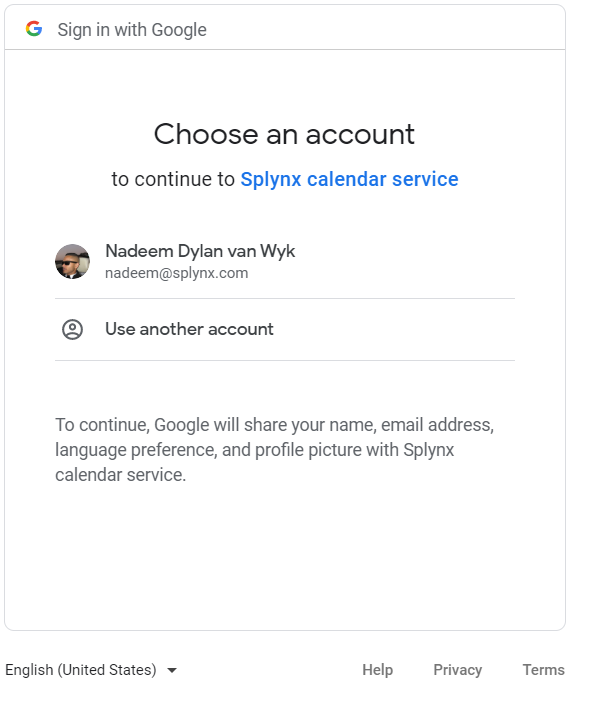 Sign in with Google
Choose an account
to continue to Splynx calendar service
Nadeem Dylan van Wyk
nadeem@splynx.com
Use another account
To continue, Google will share your name, email address,
language preference, and profile picture with Splynx
calendar service.
English (United States) Help Privacy Terms